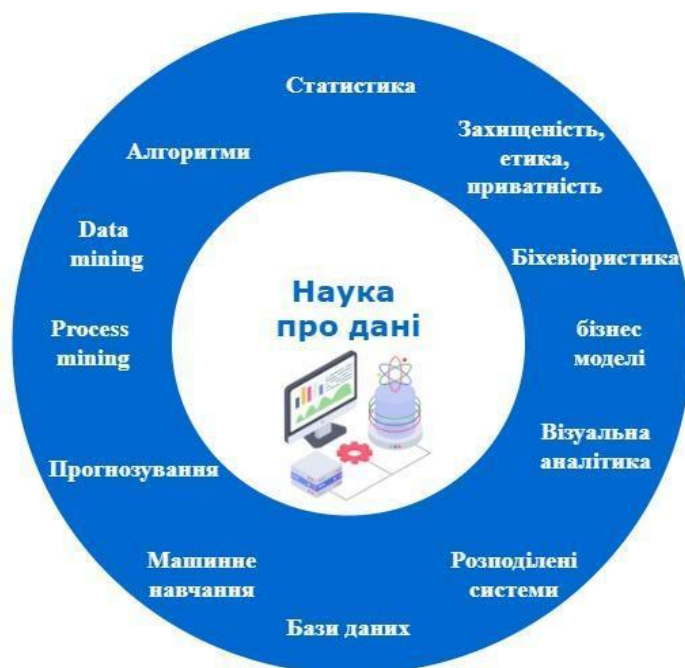 Статистика
Захищеність,
етика,
приватність
Біхевіористика
бізнес
моделі
Візуальна
аналітика
Розподілені
системи
Бази даних
Машинне
навчання
Прогнозування
Process
mining
Data
mining
Алгоритми
Наука
про дані